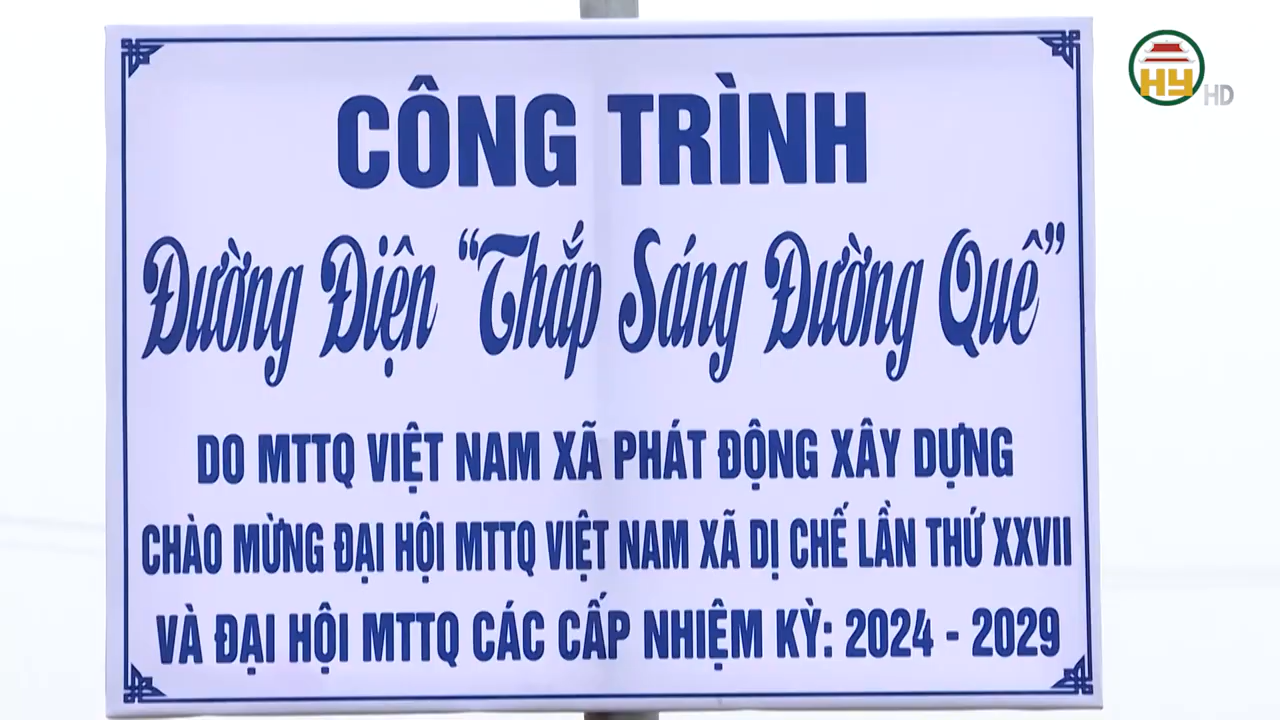 CÔNG TRÌNH
Đường Điện “Thắp Sáng Đường Quê”
DO MTTQ VIỆT NAM XÃ PHÁT ĐỘNG XÂY DỰNG
CHÀO MỪNG ĐẠI HỘI MTTQ VIỆT NAM XÃ DỊ CHẾ LẦN THỨ XXVII
VÀ ĐẠI HỘI MTTQ CÁC CẤP NHIỆM KỲ: 2024 - 2029
HY HD